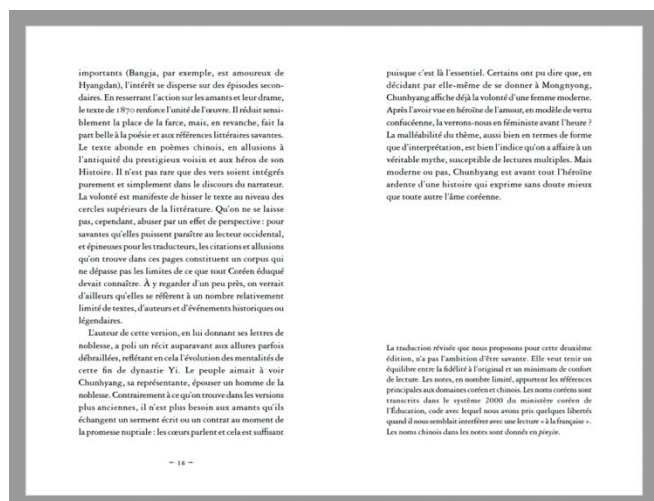 importants (Bangja, par exemple, est amoureux de
Hyangdan), l'intérêt se disperse sur des épisodes secon-
daires. En resserrant l'action sur les amants et leur drame,
le texte de 1870 renforce l'unité de l'œuvre. Il réduit sensi-
blement la place de la farce, mais, en revanche, fait la
part belle à la poésie et aux références littéraires savantes.
Le texte abonde en poèmes chinois, en allusions à
l'antiquité du prestigieux voisin et aux héros de son
Histoire. Il n'est pas rare que des vers soient intégrés
purement et simplement dans le discours du narrateur.
La volonté est manifeste de hisser le texte au niveau des
cercles supérieurs de la littérature. Qu'on ne se laisse
pas, cependant, abuser par un effet de perspective : pour
savantes qu'elles puissent paraître au lecteur occidental,
et épineuses pour les traducteurs, les citations et allusions
qu'on trouve dans ces pages constituent un corpus qui
ne dépasse pas les limites de ce que tout Coréen éduqué
devait connaître. À y regarder d'un peu près, on verrait
d'ailleurs qu'elles se réfèrent à un nombre relativement
limité de textes, d'auteurs et d'événements historiques ou
légendaires.
L'auteur de cette version, en lui donnant ses lettres de
noblesse, a poli un récit auparavant aux allures parfois
débraillées, reflétant en cela l'évolution des mentalités de
cette fin de dynastie Yi. Le peuple aimait à voir
Chunhyang, sa représentante, épouser un homme de la
noblesse. Contrairement à ce qu'on trouve dans les versions
plus anciennes, il n'est plus besoin aux amants qu'ils
échangent un serment écrit ou un contrat au moment de
la promesse nuptiale : les cœurs parlent et cela est suffisant
– 16 –
puisque c'est là l'essentiel. Certains ont pu dire que, en
décidant par elle-même de se donner à Mongnyong,
Chunhyang affiche déjà la volonté d'une femme moderne.
Après l'avoir vue en héroïne de l'amour, en modèle de vertu
confucéenne, la verrons-nous en féministe avant l'heure ?
La malléabilité du thème, aussi bien en termes de forme
que d'interprétation, est bien l'indice qu'on a affaire à un
véritable mythe, susceptible de lectures multiples. Mais
moderne ou pas, Chunhyang est avant tout l'héroïne
ardente d'une histoire qui exprime sans doute mieux
que toute autre l'âme coréenne.
La traduction révisée que nous proposons pour cette deuxième
édition, n'a pas l'ambition d'être savante. Elle veut tenir un
équilibre entre la fidélité à l'original et un minimum de confort
de lecture. Les notes, en nombre limité, apportent les références
principales aux domaines coréen et chinois. Les noms coréens sont
transcrits dans le système 2000 du ministère coréen de
l'Éducation, code avec lequel nous avons pris quelques libertés
quand il nous semblait interférer avec une lecture « à la française ».
Les noms chinois dans les notes sont donnés en pinyin.